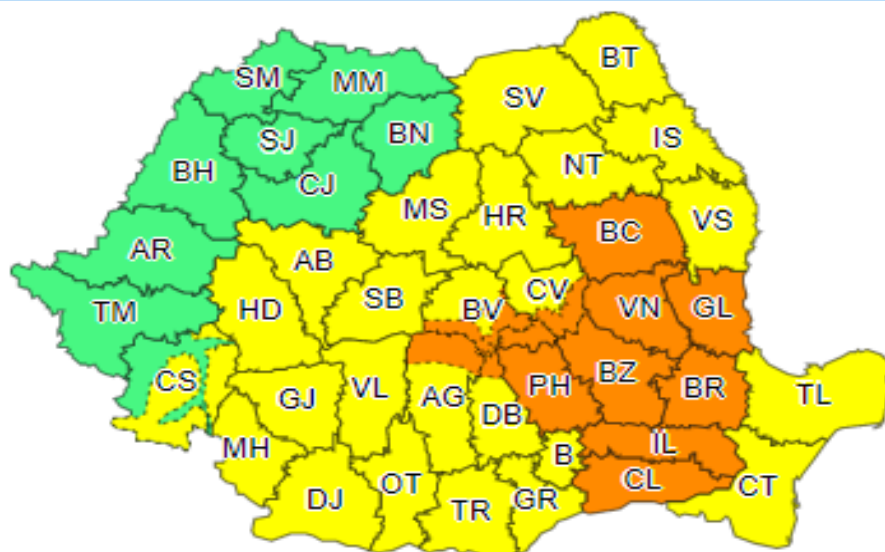 BT
SM
MM
SV
BN
IS
SJ
NT
BH
CJ
MS
HR
VS
BC
AR
AB
CV
SB
BV
VN
GL
TM
HD
CS
PH
BZ
BR
TL
GJ
VL
AG
DB
MH
B
IL
CL
CT
DJ
OT
TR
GR